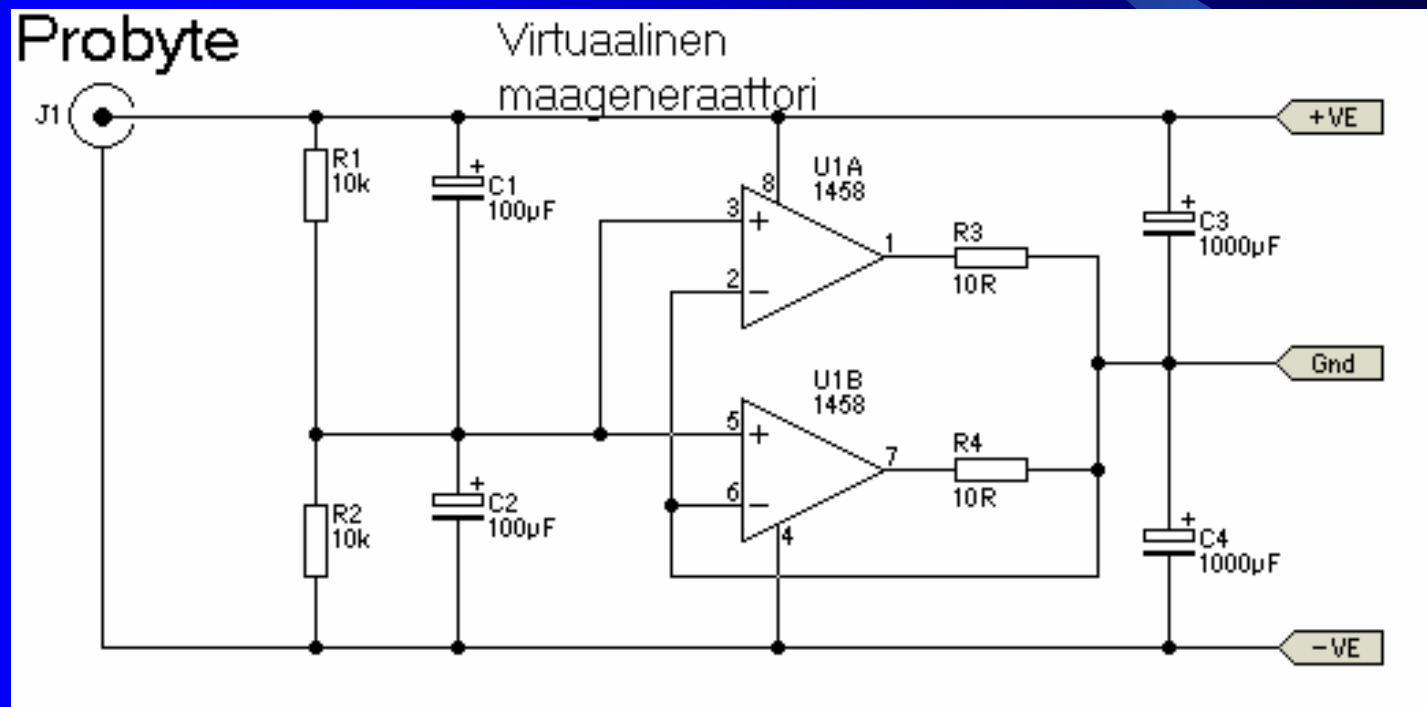 Probyte
Virtuaalinen
maageneraattori
J1
+VE
R1
10k
+
C1
100µF
8
U1A
1458
3
+
2
−
1
R3
10R
+
C3
1000µF
Gnd
U1B
1458
5
+
6
−
7
4
R4
10R
R2
10k
+
C2
100µF
+
C4
1000µF
−VE